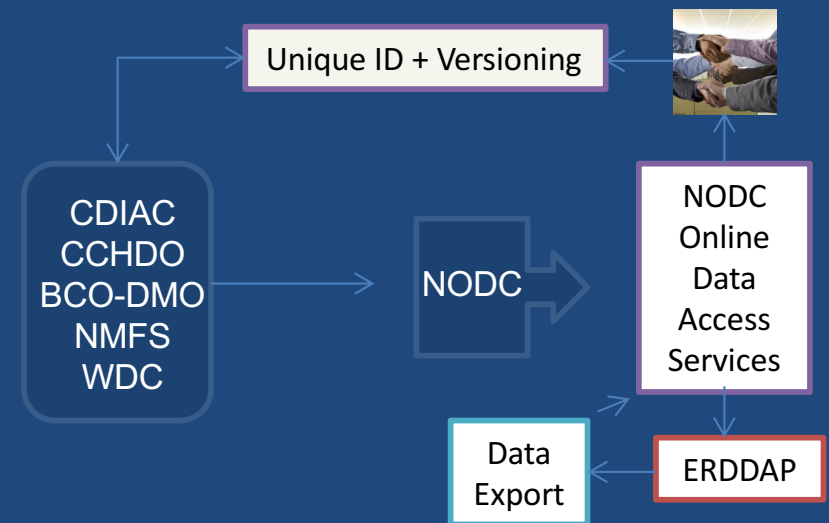 Unique ID + Versioning
CDIAC
CCHDO
BCO-DMO
NMFS
WDC
NODC
NODC
Online
Data
Access
Services
Data
Export
ERDDAP